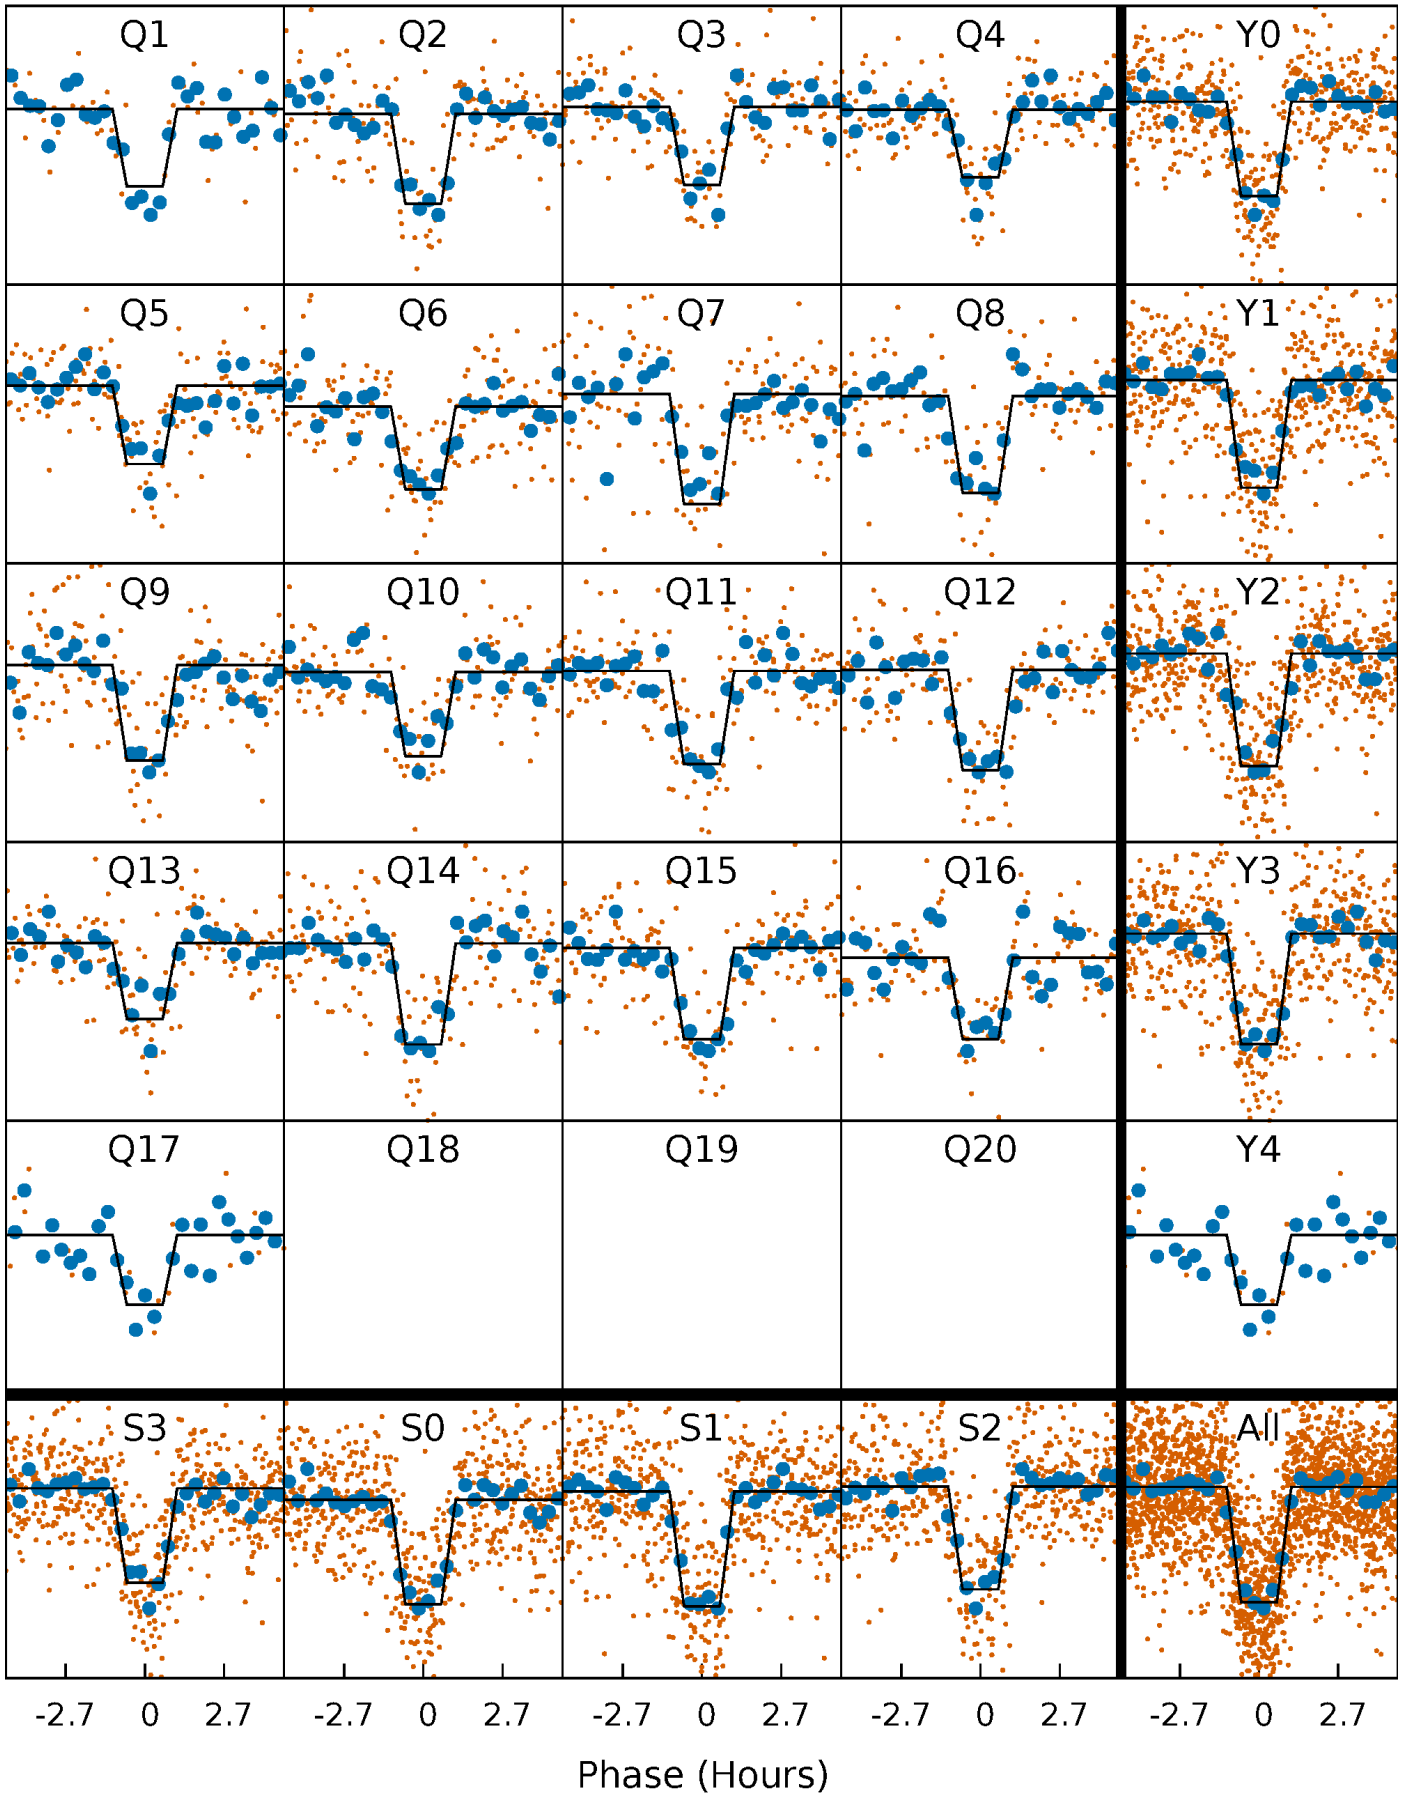 Q1 Q2 Q3 Q4 Y0
Q5 Q6 Q7 Q8 Y1
Q9 Q10 Q11 Q12 Y2
Q13 Q14 Q15 Q16 Y3
Q17 Q18 Q19 Q20 Y4
S3 S0 S1 S2 All
-2.7 0 2.7 -2.7 0 2.7 -2.7 0 2.7 -2.7 0 2.7 -2.7 0 2.7
Phase (Hours)